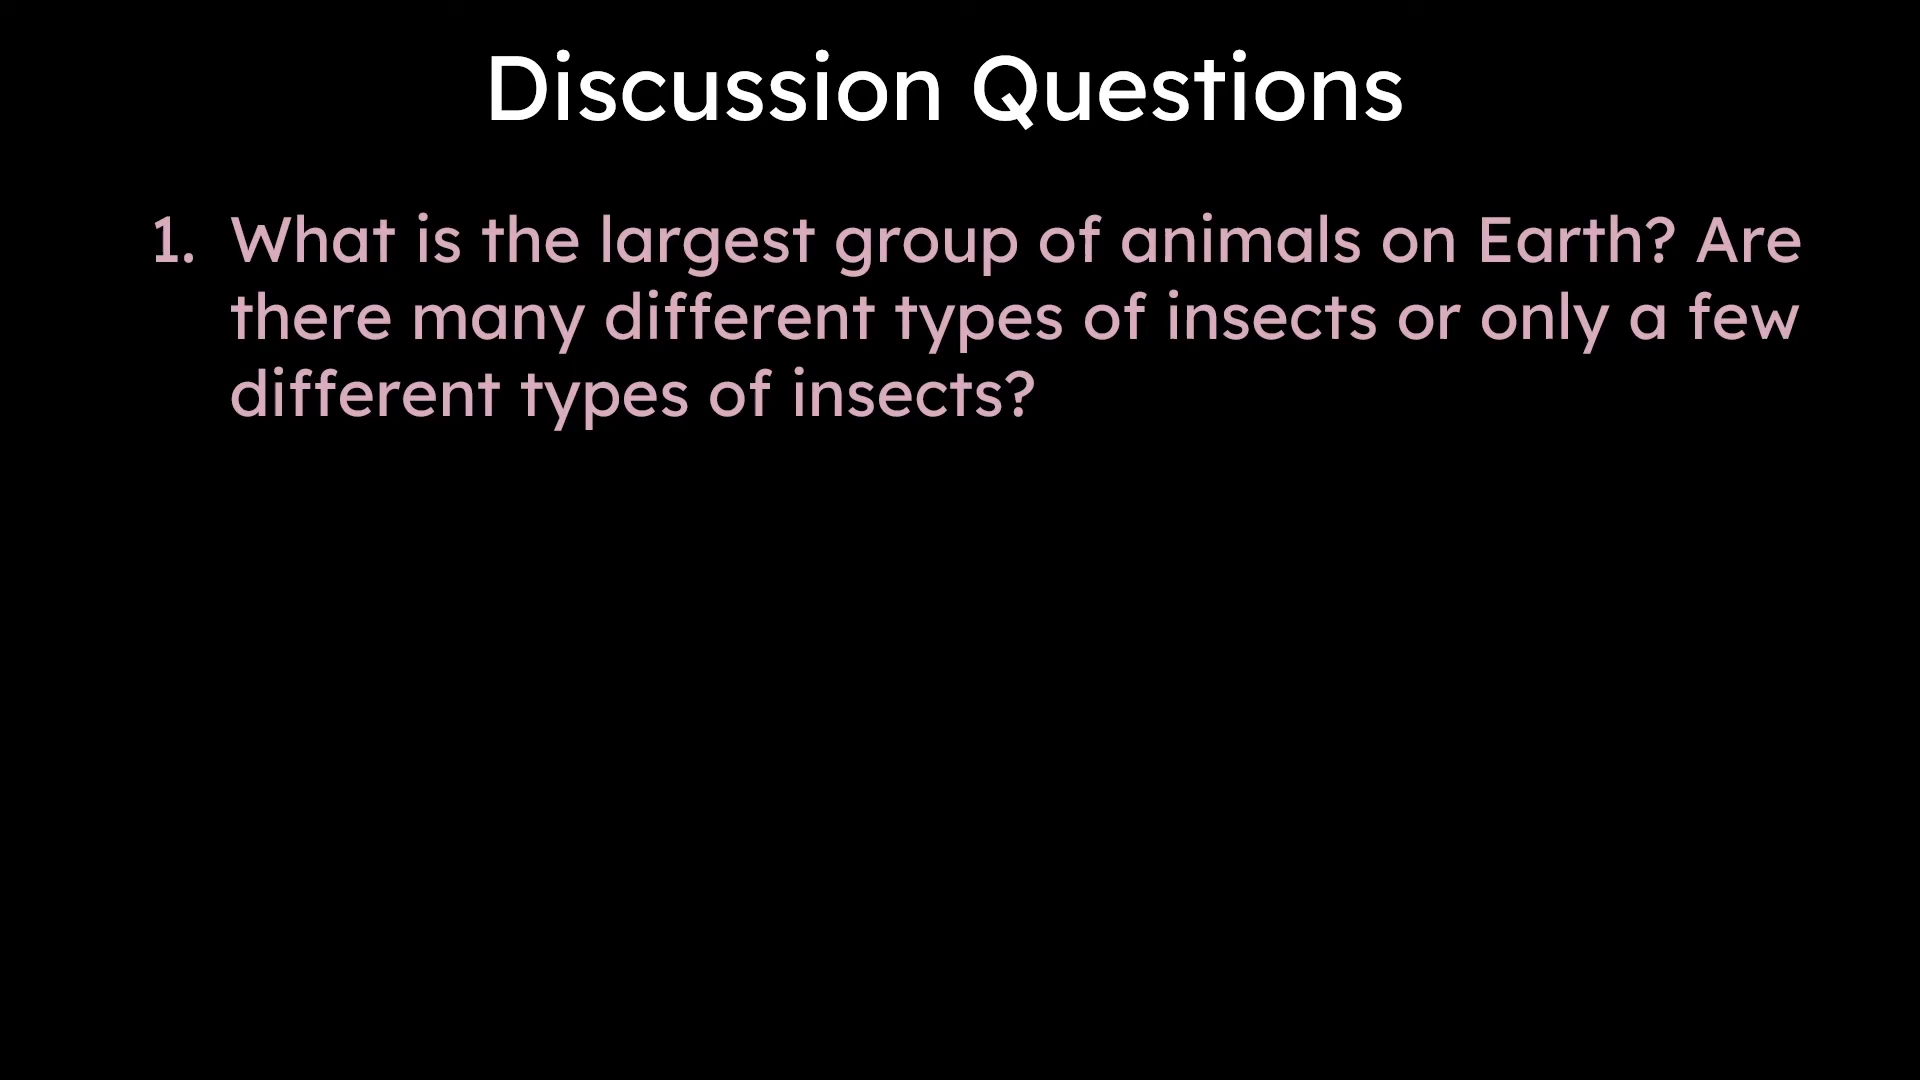 Discussion Questions
1. What is the largest group of animals on Earth? Are
there many different types of insects or only a few
different types of insects?